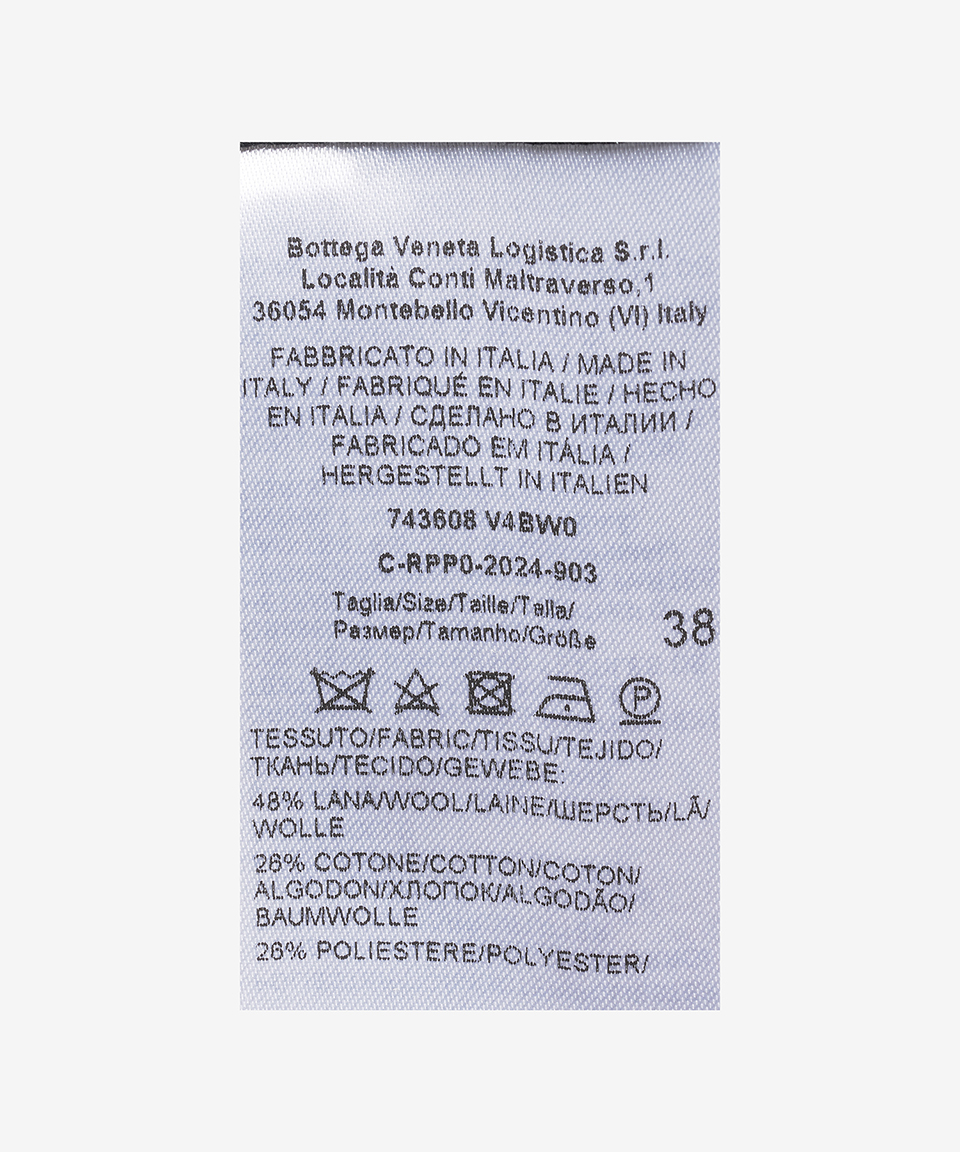 Bottega Veneta Logistica S.r.l.
Località Conti Maltraverso,1
36054 Montebello Vicentino (VI) Italy
FABBRICATO IN ITALIA / MADE IN
ITALY / FABRIQUÉ EN ITALIE / HECHO
EN ITALIA / СДЕЛАНО В ИТАЛИИ /
FABRICADO EM ITÁLIA /
HERGESTELLT IN ITALIEN
743608 V4BW0
C-RPP0-2024-903
Taglia/Size/Taille/Talla/
Размер/Tamanho/Größe
38
P
TESSUTO/FABRIC/TISSU/TEJIDO/
ТКАНЬ/TECIDO/GEWEBE:
48% LANA/WOOL/LAINE/ШЕРСТЬ/LÃ/
WOLLE
26% COTONE/COTTON/COTON/
ALGODON/ХЛОПОК/ALGODÃO/
BAUMWOLLE
26% POLIESTERE/POLYESTER/